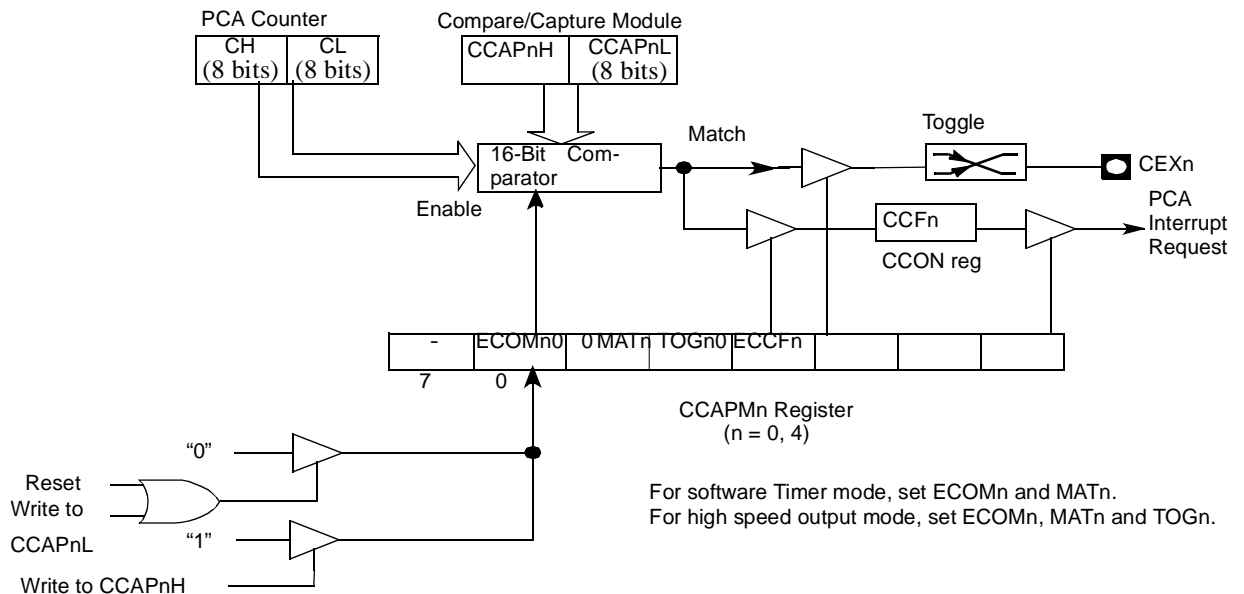 PCA Counter
Compare/Capture Module
CH
(8 bits)
CL
(8 bits)
CCAPnH
CCAPnL
(8 bits)
Match
Toggle
16-Bit Com-
parator
CEXn
Enable
PCA
Interrupt
Request
CCFn
CCON reg
- ECOMn0 0 MATn TOGn0 ECCFn
7 0
CCAPMn Register
(n = 0, 4)
“0”
Reset
Write to
CCAPnL
“1”
Write to CCAPnH
For software Timer mode, set ECOMn and MATn.
For high speed output mode, set ECOMn, MATn and TOGn.